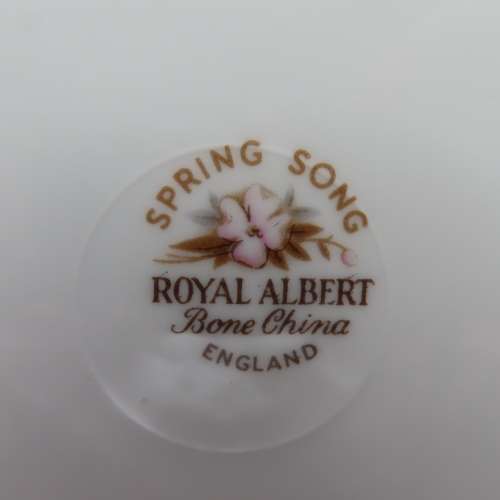 SPRING SONG
ROYAL ALBERT
Bone China
ENGLAND